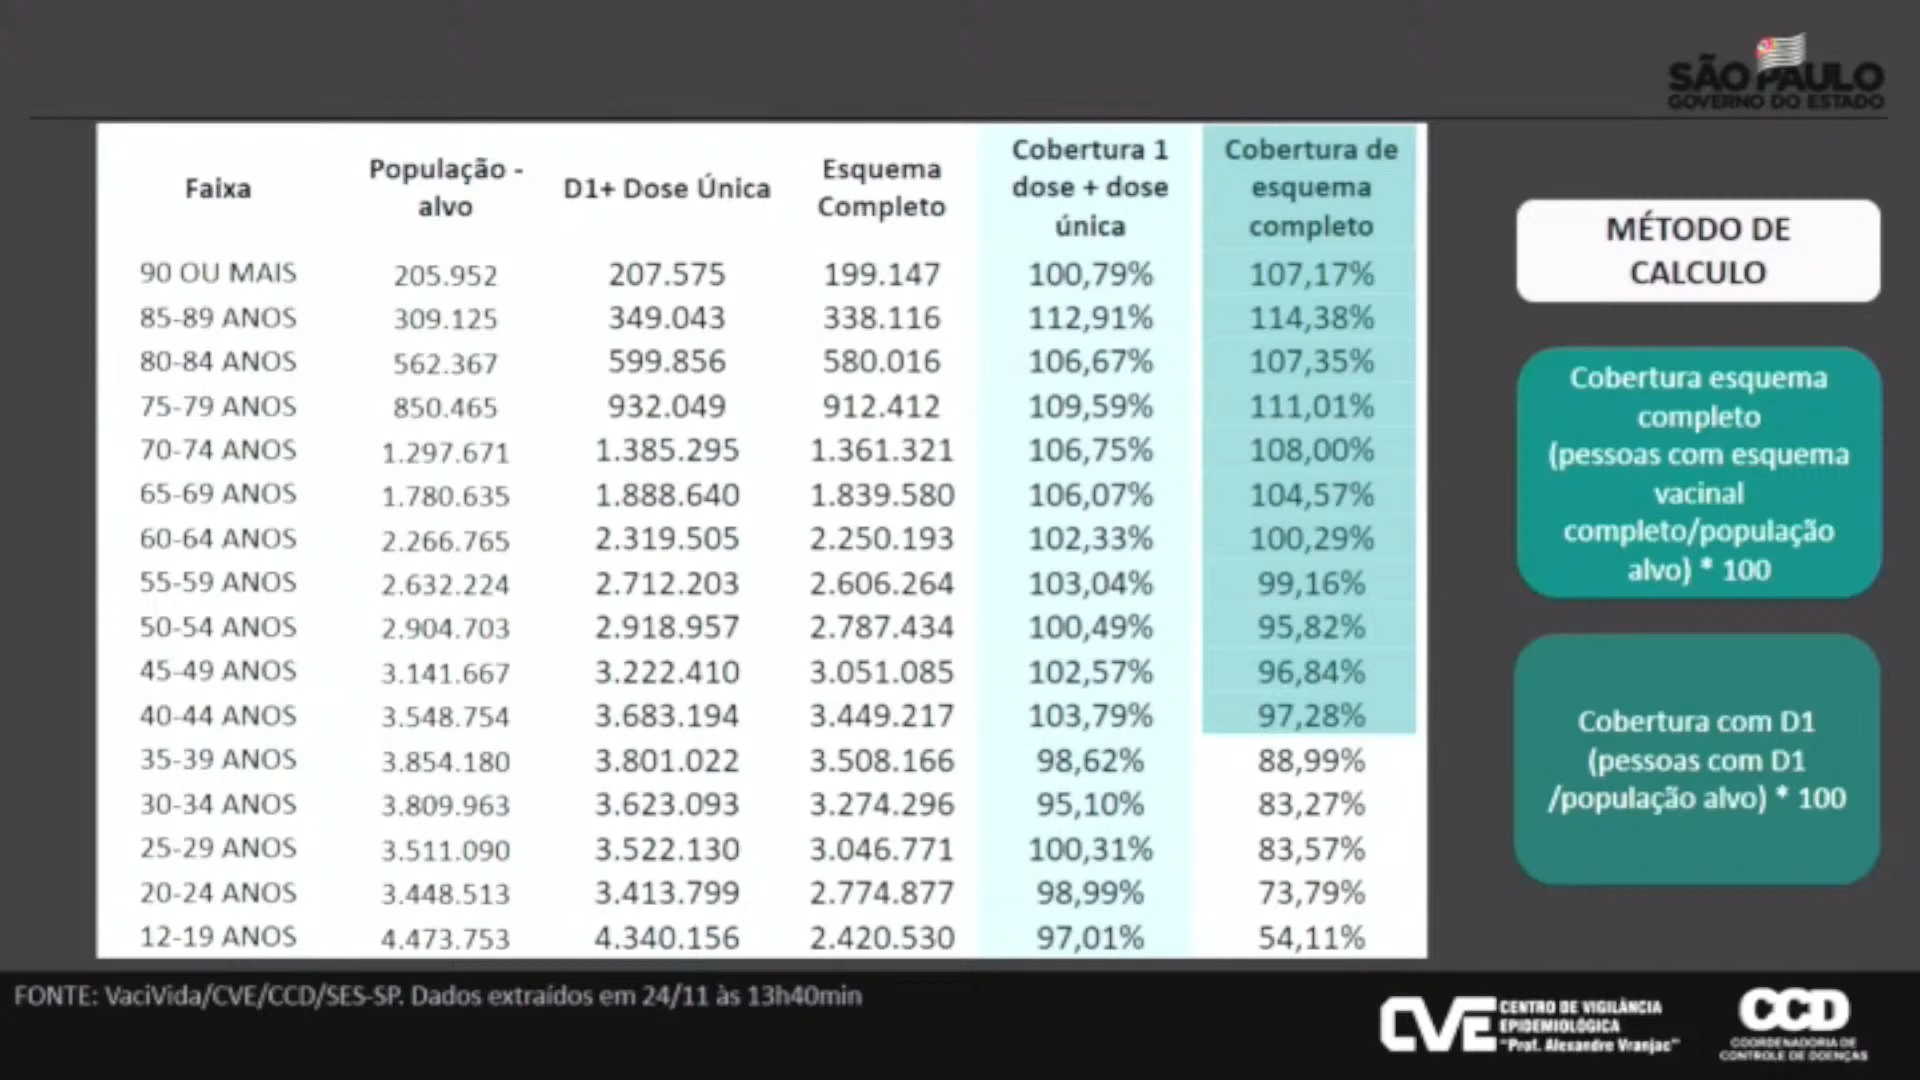 SÃO PAULO
GOVERNO DO ESTADO
Faixa População - alvo D1+ Dose Única Esquema Completo Cobertura 1 dose + dose única Cobertura de esquema completo
90 OU MAIS 205.952 207.575 199.147 100,79% 107,17%
85-89 ANOS 309.125 349.043 338.116 112,91% 114,38%
80-84 ANOS 562.367 599.856 580.016 106,67% 107,35%
75-79 ANOS 850.465 932.049 912.412 109,59% 111,01%
70-74 ANOS 1.297.671 1.385.295 1.361.321 106,75% 108,00%
65-69 ANOS 1.780.635 1.888.640 1.839.580 106,07% 104,57%
60-64 ANOS 2.266.765 2.319.505 2.250.193 102,33% 100,29%
55-59 ANOS 2.632.224 2.712.203 2.606.264 103,04% 99,16%
50-54 ANOS 2.904.703 2.918.957 2.787.434 100,49% 95,82%
45-49 ANOS 3.141.667 3.222.410 3.051.085 102,57% 96,84%
40-44 ANOS 3.548.754 3.683.194 3.449.217 103,79% 97,28%
35-39 ANOS 3.854.180 3.801.022 3.508.166 98,62% 88,99%
30-34 ANOS 3.809.963 3.623.093 3.274.296 95,10% 83,27%
25-29 ANOS 3.511.090 3.522.130 3.046.771 100,31% 83,57%
20-24 ANOS 3.448.513 3.413.799 2.774.877 98,99% 73,79%
12-19 ANOS 4.473.753 4.340.156 2.420.530 97,01% 54,11%
MÉTODO DE
CALCULO
Cobertura esquema
completo
(pessoas com esquema
vacinal
completo/população
alvo) * 100
Cobertura com D1
(pessoas com D1
/população alvo) * 100
FONTE: VaciVida/CVE/CCD/SES-SP. Dados extraídos em 24/11 às 13h40min
CVE CENTRO DE VIGILÂNCIA
EPIDEMIOLÓGICA
"Prof. Alexandre Vranjac"
CCD
COORDENADORIA DE
CONTROLE DE DOENÇAS